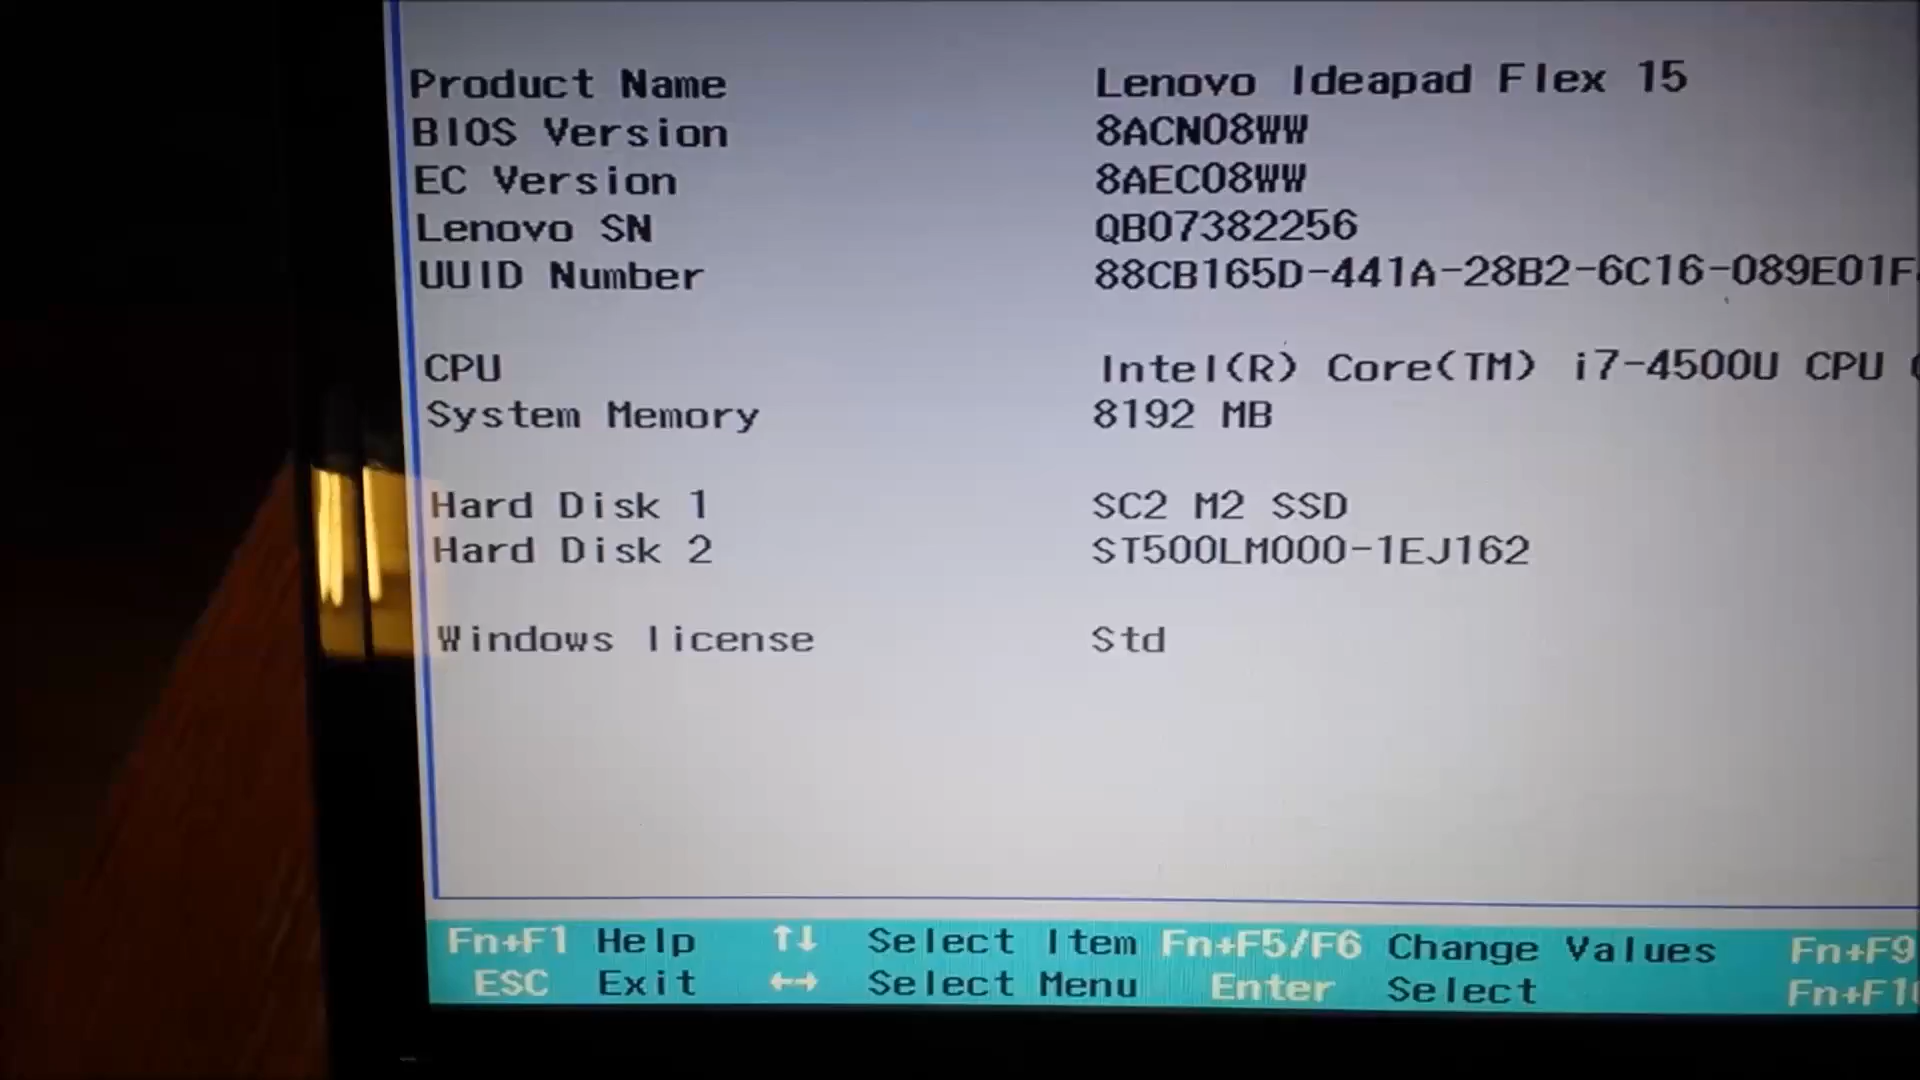 Product Name Lenovo Ideapad Flex 15
BIOS Version 8ACN08WW
EC Version 8AEC08WW
Lenovo SN QB07382256
UUID Number 88CB165D-441A-28B2-6C16-089E01F
CPU Intel(R) Core(TM) i7-4500U CPU
System Memory 8192 MB
Hard Disk 1 SC2 M2 SSD
Hard Disk 2 ST500LM000-1EJ162
Windows license Std
Fn+F1 Help ↑↓ Select Item Fn+F5/F6 Change Values Fn+F9
ESC Exit ↔ Select Menu Enter Select Fn+F10